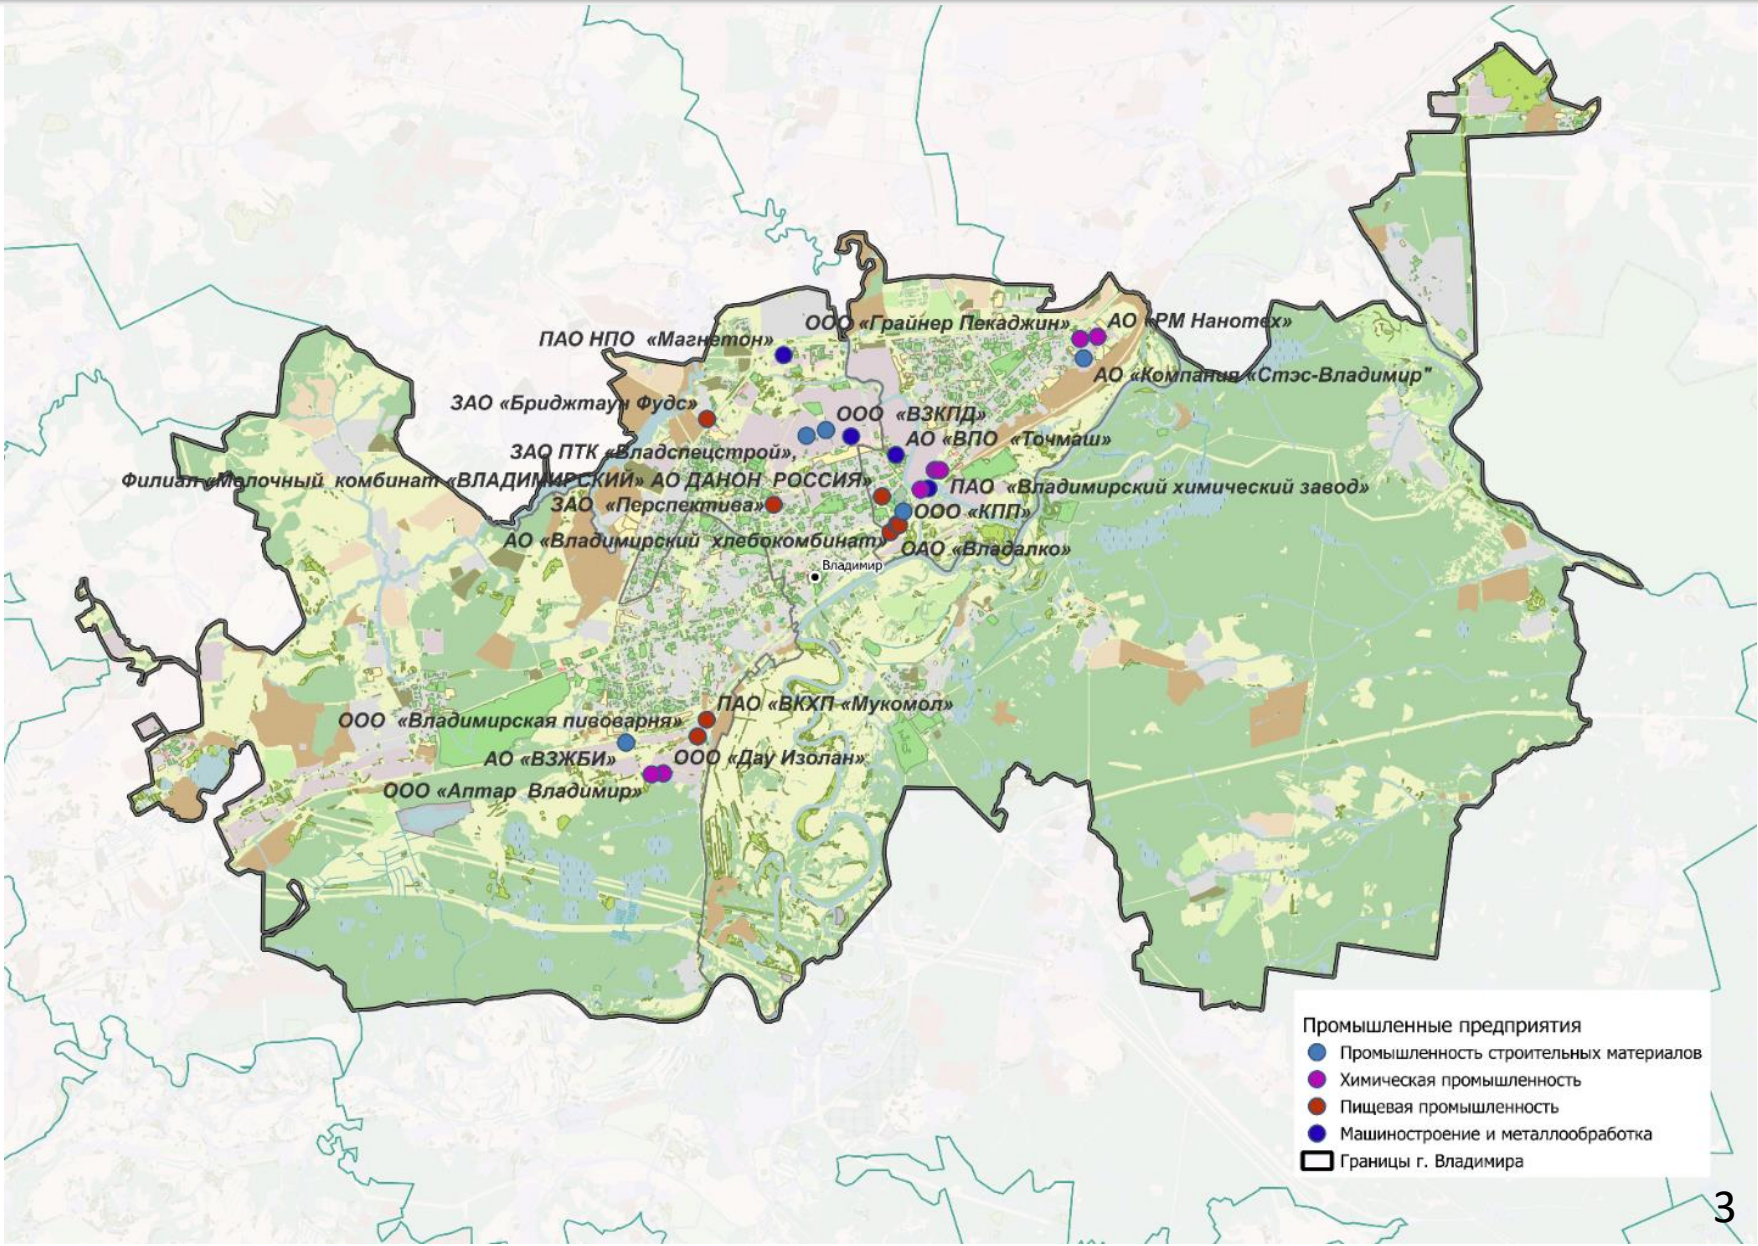 ООО «Грайнер Пекаджин»
АО «РМ Нанотех»
ПАО НПО «Магнетон»
АО «Компания «Стэс-Владимир"
ЗАО «Бриджтаун Фудс»
ООО «ВЗКПД»
АО «ВПО «Точмаш»
ЗАО ПТК «Владспецстрой»,
Филиал «Молочный комбинат «ВЛАДИМИРСКИЙ» АО ДАНОН РОССИЯ»
ПАО «Владимирский химический завод»
ЗАО «Перспектива»
ООО «КПП»
АО «Владимирский хлебокомбинат»
ОАО «Владалко»
Владимир
ПАО «ВКХП «Мукомол»
ООО «Владимирская пивоварня»
АО «ВЗЖБИ»
ООО «Дау Изолан»
ООО «Аптар Владимир»
Промышленные предприятия
Промышленность строительных материалов
Химическая промышленность
Пищевая промышленность
Машиностроение и металлообработка
Границы г. Владимира
3